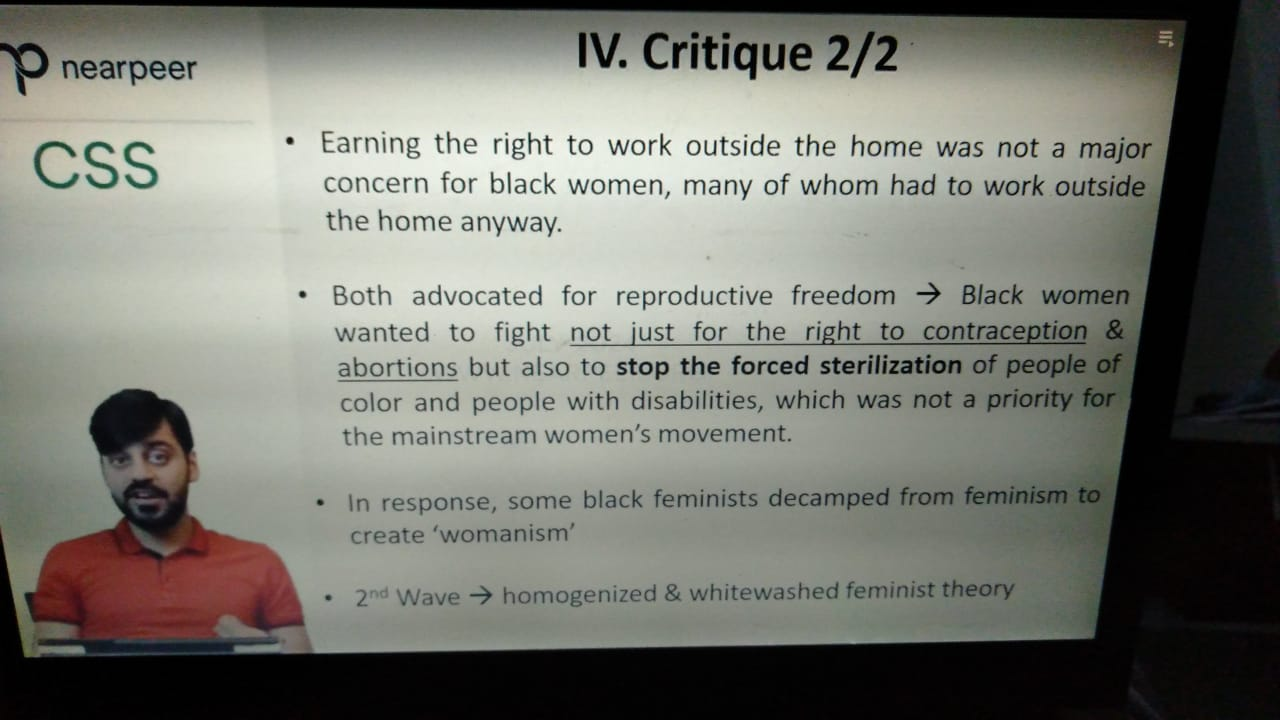 nearpeer
CSS
IV. Critique 2/2
• Earning the right to work outside the home was not a major
concern for black women, many of whom had to work outside
the home anyway.
• Both advocated for reproductive freedom → Black women
wanted to fight not just for the right to contraception &
abortions but also to stop the forced sterilization of people of
color and people with disabilities, which was not a priority for
the mainstream women's movement.
• In response, some black feminists decamped from feminism to
create ‘womanism’
• 2nd Wave → homogenized & whitewashed feminist theory